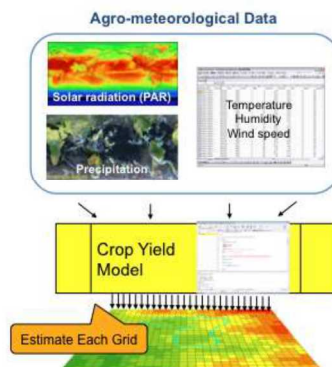 Agro-meteorological Data
Solar radiation (PAR)
Precipitation
Temperature
Humidity
Wind speed
Crop Yield
Model
Estimate Each Grid